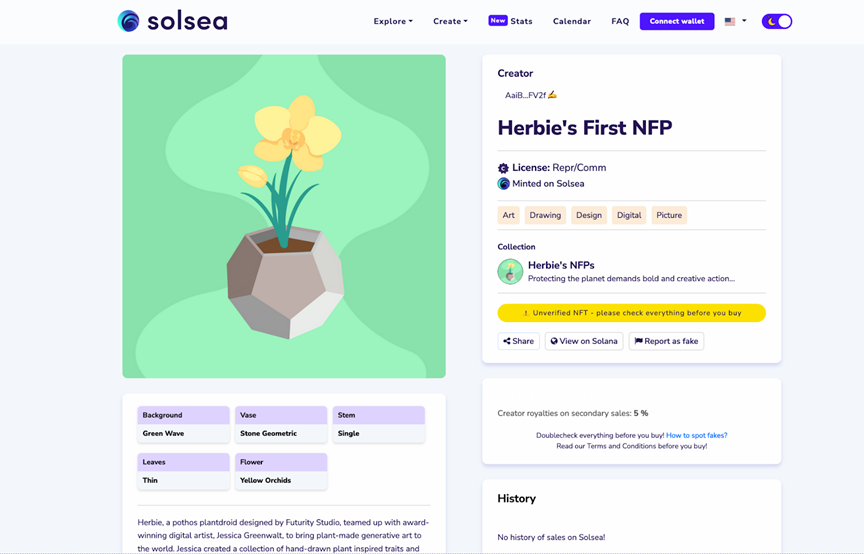 solsea
Explore
Create
New Stats
Calendar
FAQ
Connect wallet
Creator
AaiB...FV2f✍️
Herbie's First NFP
License: Repr/Comm
Minted on Solsea
Art
Drawing
Design
Digital
Picture
Collection
Herbie's NFPs
Protecting the planet demands bold and creative action...
Unverified NFT - please check everything before you buy
Share
View on Solana
Report as fake
Background
Green Wave
Vase
Stone Geometric
Stem
Single
Leaves
Thin
Flower
Yellow Orchids
Herbie, a pothos plantdroid designed by Futurity Studio, teamed up with award-
winning digital artist, Jessica Greenwalt, to bring plant-made generative art to
the world. Jessica created a collection of hand-drawn plant inspired traits and
Creator royalties on secondary sales: 5 %
Doublecheck everything before you buy! How to spot fakes?
Read our Terms and Conditions before you buy!
History
No history of sales on Solsea!